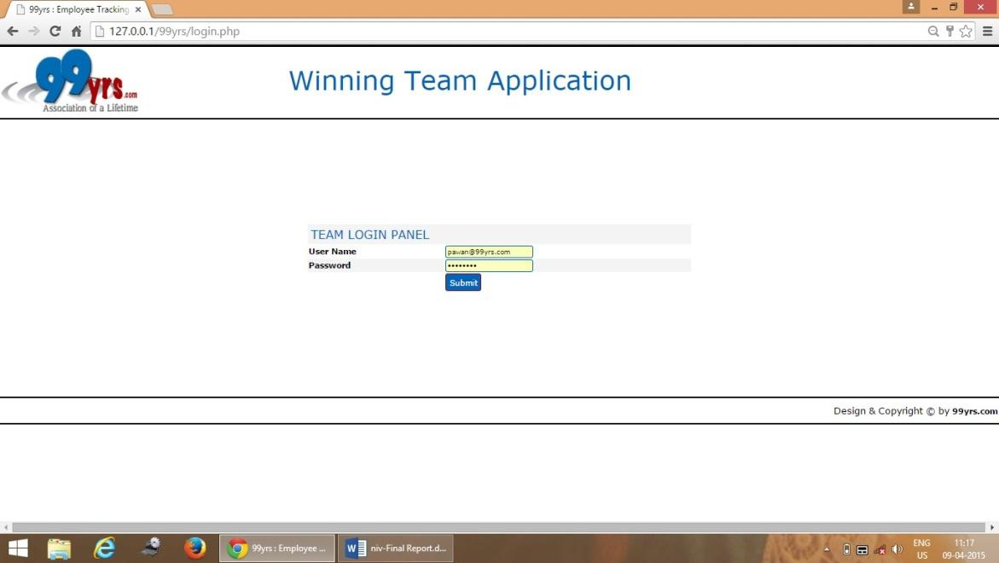 99yrs : Employee Tracking
127.0.0.1/99yrs/login.php
99yrs.com
Association of a Lifetime
Winning Team Application
TEAM LOGIN PANEL
User Name pawan@99yrs.com
Password ••••••••
Submit
Design & Copyright © by 99yrs.com
99yrs : Employee ...
W niv-Final Report.d...
ENG 11:17
US 09-04-2015